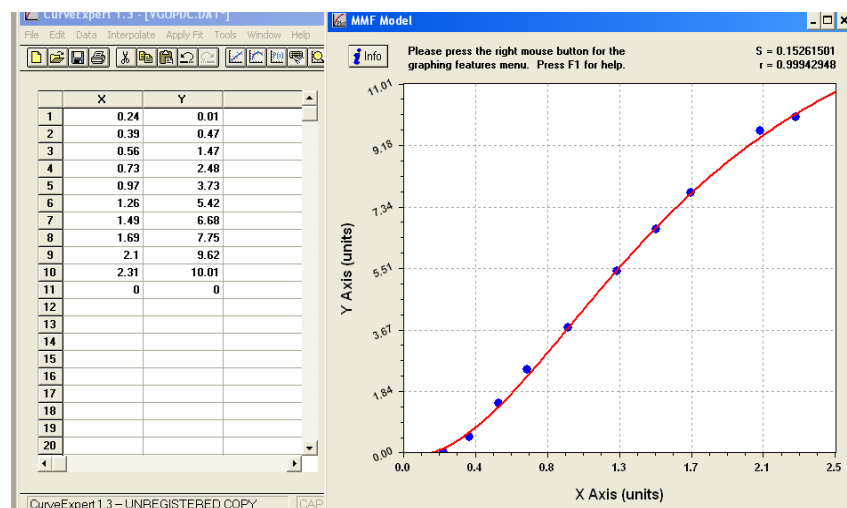 CurveExpert 1.3 - [VGUPDC.DAT*]
File Edit Data Interpolate Apply Fit Tools Window Help
X Y
1 0.24 0.01
2 0.39 0.47
3 0.56 1.47
4 0.73 2.48
5 0.97 3.73
6 1.26 5.42
7 1.49 6.68
8 1.69 7.75
9 2.1 9.62
10 2.31 10.01
11 0 0
12
13
14
15
16
17
18
19
20
CurveExpert 1.3 -- UNREGISTERED COPY CAP
MMF Model
i Info
Please press the right mouse button for the
graphing features menu. Press F1 for help.
S = 0.15261501
r = 0.99942948
Y Axis (units)
11.01
9.18
7.34
5.51
3.67
1.84
0.00
0.0 0.4 0.8 1.3 1.7 2.1 2.5
X Axis (units)